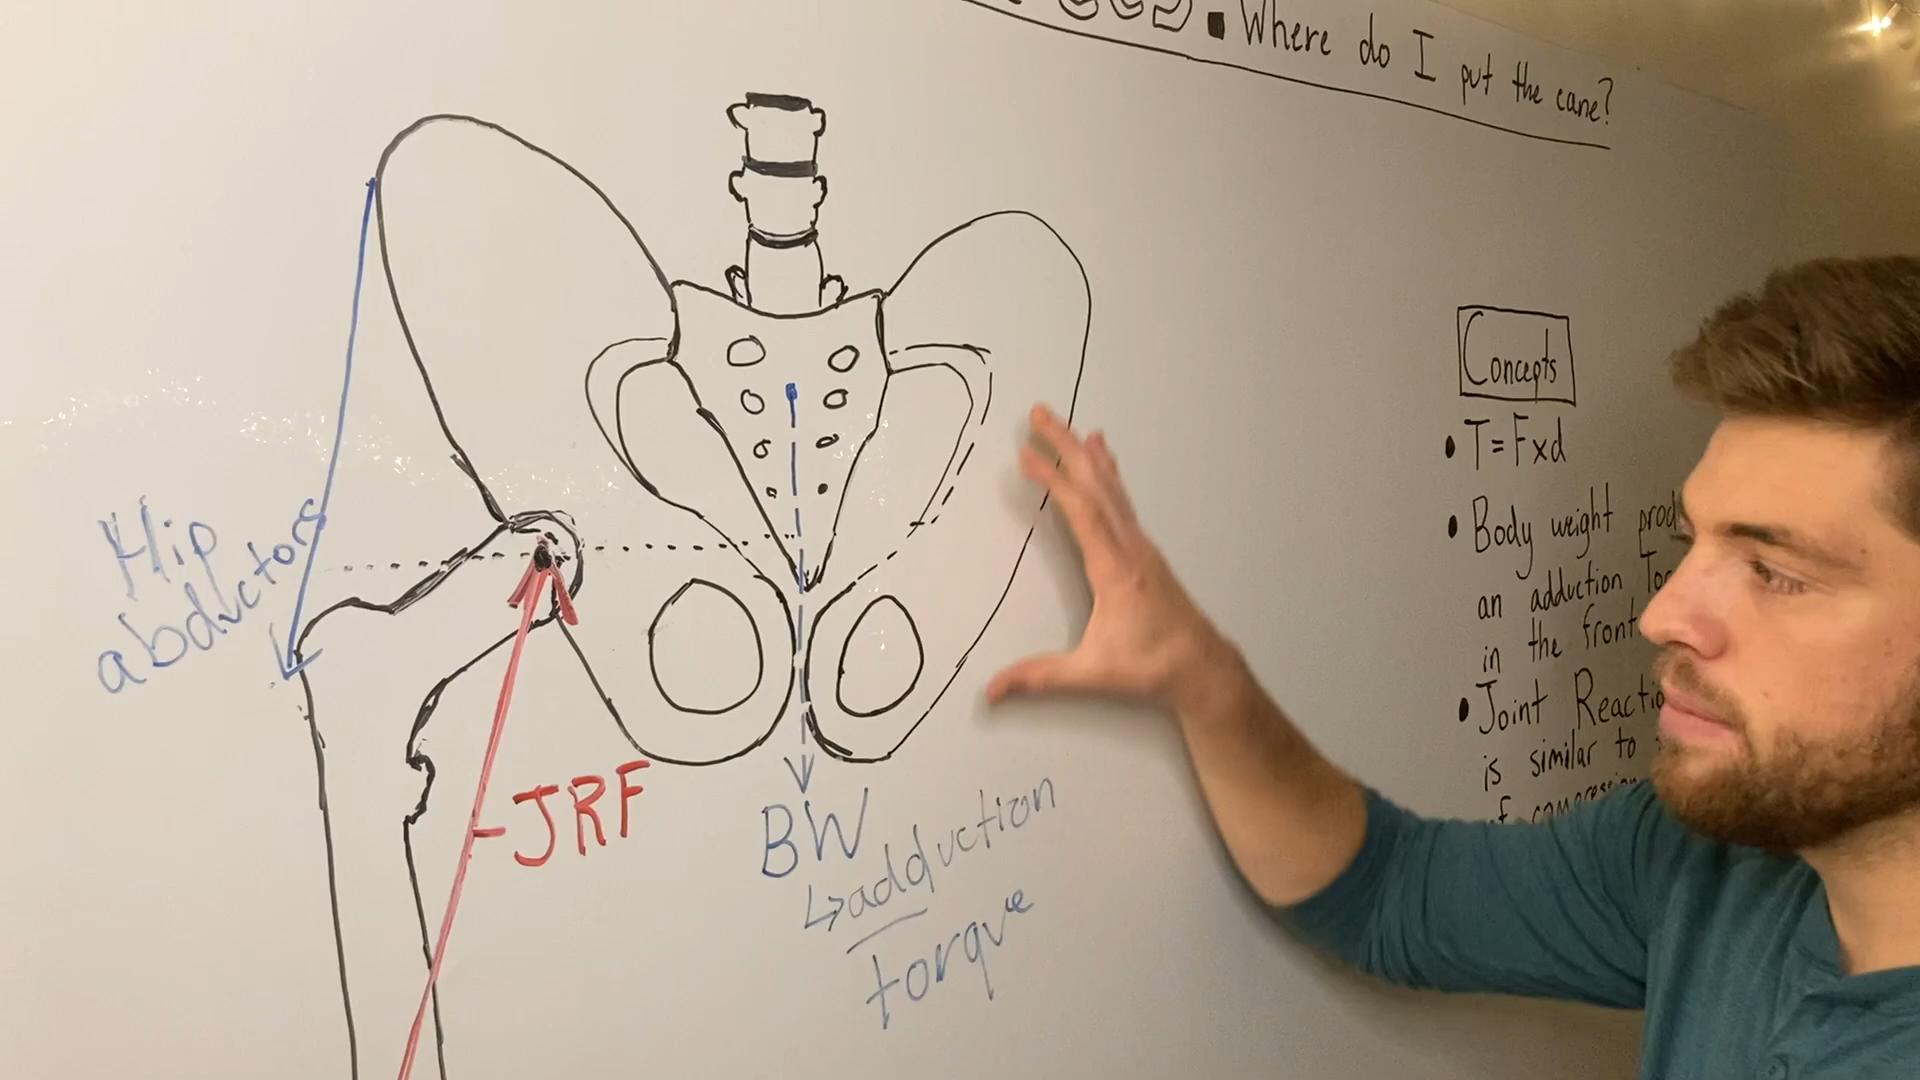 Where do I put the cane?
Concepts
• T = F x d
• Body weight
an adduction
in the
• Joint
is similar to
Hip
abductors
JRF
BW
↳ adduction
torque